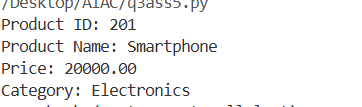 /Desktop/AIAC/q3ass5.py
Product ID: 201
Product Name: Smartphone
Price: 20000.00
Category: Electronics